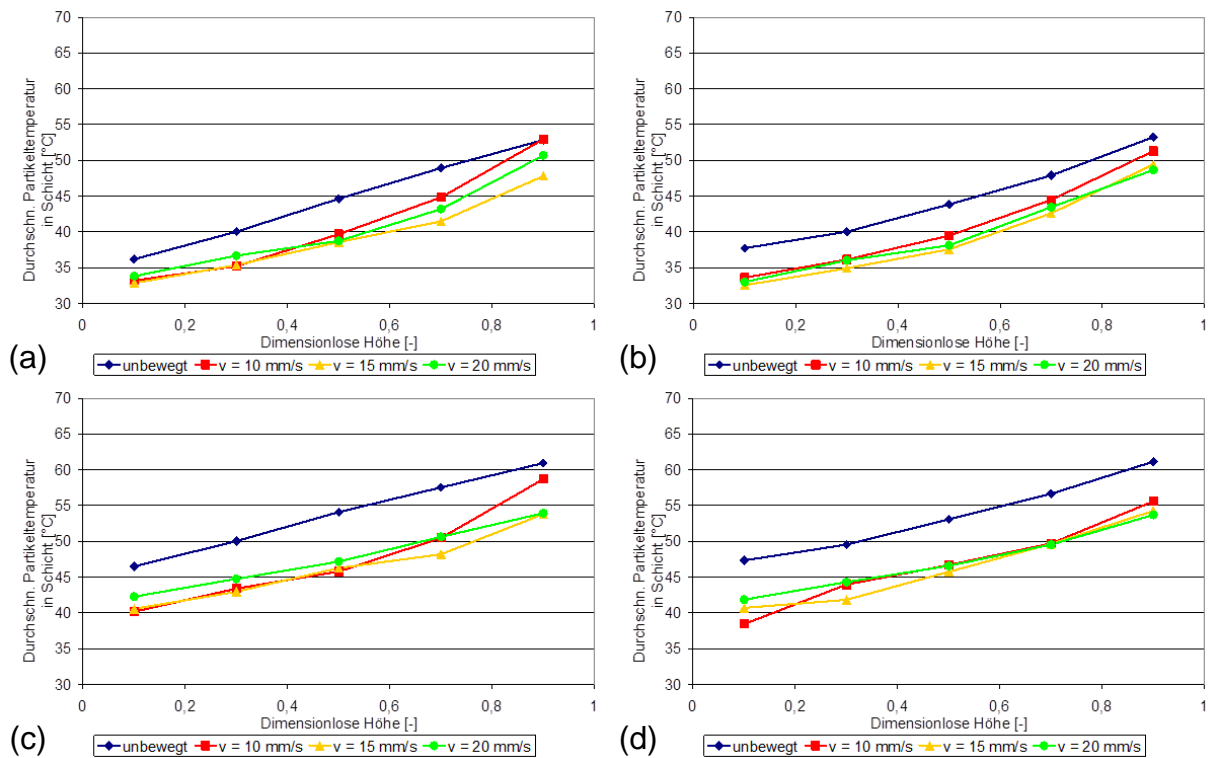 70
65
60
55
50
45
40
35
30
Durchschn. Partikeltemperatur
in Schicht [°C]
0 0,2 0,4 0,6 0,8 1
Dimensionlose Höhe [-]
(a)
unbewegt v = 10 mm/s v = 15 mm/s v = 20 mm/s
70
65
60
55
50
45
40
35
30
Durchschn. Partikeltemperatur
in Schicht [°C]
0 0,2 0,4 0,6 0,8 1
Dimensionlose Höhe [-]
(b)
unbewegt v = 10 mm/s v = 15 mm/s v = 20 mm/s
70
65
60
55
50
45
40
35
30
Durchschn. Partikeltemperatur
in Schicht [°C]
0 0,2 0,4 0,6 0,8 1
Dimensionlose Höhe [-]
(c)
unbewegt v = 10 mm/s v = 15 mm/s v = 20 mm/s
70
65
60
55
50
45
40
35
30
Durchschn. Partikeltemperatur
in Schicht [°C]
0 0,2 0,4 0,6 0,8 1
Dimensionlose Höhe [-]
(d)
unbewegt v = 10 mm/s v = 15 mm/s v = 20 mm/s